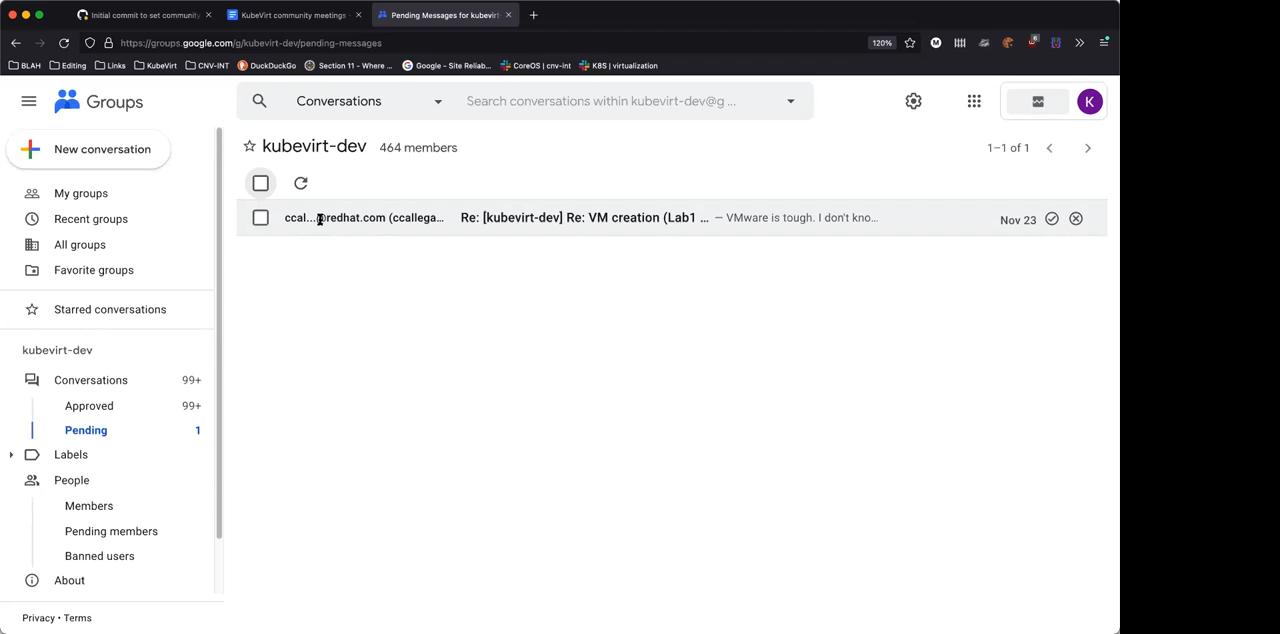 Initial commit to set community
KubeVirt community meetings -
Pending Messages for kubevirt
https://groups.google.com/g/kubevirt-dev/pending-messages
120%
BLAH
Editing
Links
KubeVirt
CNV-INT
DuckDuckGo
Section 11 - Where ...
Google - Site Reliab...
CoreOS | cnv-int
K8S | virtualization
Groups
Conversations
Search conversations within kubevirt-dev@g ...
K
New conversation
kubevirt-dev 464 members
1–1 of 1
My groups
Recent groups
All groups
Favorite groups
Starred conversations
kubevirt-dev
Conversations 99+
Approved 99+
Pending 1
Labels
People
Members
Pending members
Banned users
About
Privacy • Terms
ccal...@redhat.com (ccallega... Re: [kubevirt-dev] Re: VM creation (Lab1 ... – VMware is tough. I don't kno... Nov 23